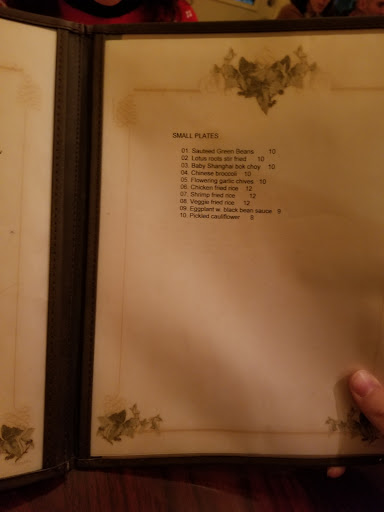 SMALL PLATES
01. Sauteed Green Beans 10
02. Lotus roots stir fried 10
03. Baby Shanghai bok choy 10
04. Chinese broccoli 10
05. Flowering garlic chives 10
06. Chicken fried rice 12
07. Shrimp fried rice 12
08. Veggie fried rice 12
09. Eggplant w. black bean sauce 9
10. Pickled cauliflower 5